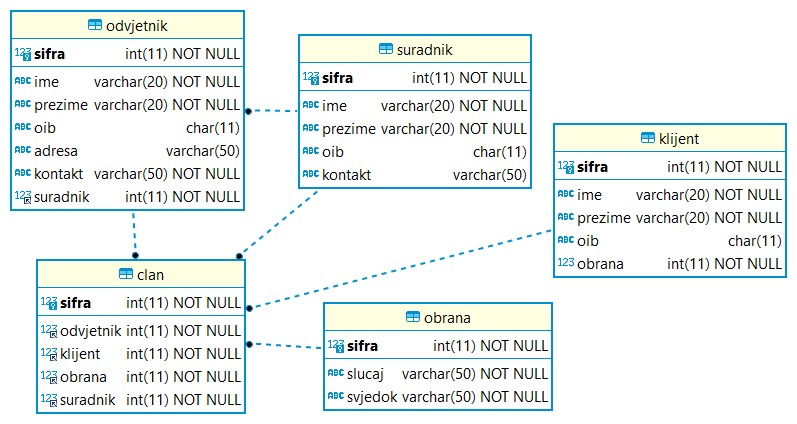 odvjetnik
123 sifra int(11) NOT NULL
ABC ime varchar(20) NOT NULL
ABC prezime varchar(20) NOT NULL
ABC oib char(11)
ABC adresa varchar(50)
ABC kontakt varchar(50) NOT NULL
123 suradnik int(11) NOT NULL
suradnik
123 sifra int(11) NOT NULL
ABC ime varchar(20) NOT NULL
ABC prezime varchar(20) NOT NULL
ABC oib char(11)
ABC kontakt varchar(50)
klijent
123 sifra int(11) NOT NULL
ABC ime varchar(20) NOT NULL
ABC prezime varchar(20) NOT NULL
ABC oib char(11)
123 obrana int(11) NOT NULL
clan
123 sifra int(11) NOT NULL
123 odvjetnik int(11) NOT NULL
123 klijent int(11) NOT NULL
123 obrana int(11) NOT NULL
123 suradnik int(11) NOT NULL
obrana
123 sifra int(11) NOT NULL
ABC slucaj varchar(50) NOT NULL
ABC svjedok varchar(50) NOT NULL